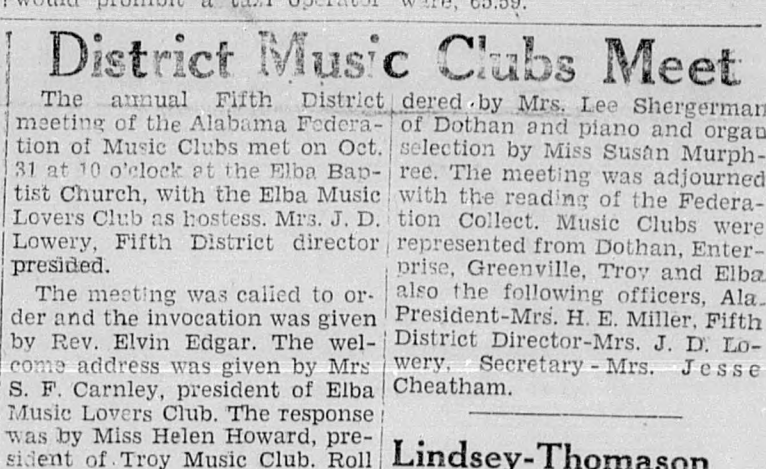 would prohibit a taxi operator
ware, 65.59.
District Music Clubs Meet
The annual Fifth District
meeting of the Alabama Federa-
tion of Music Clubs met on Oct.
31 at 10 o'clock at the Elba Bap-
tist Church, with the Elba Music
Lovers Club as hostess. Mrs. J. D.
Lowery, Fifth District director
presided.
The meeting was called to or-
der and the invocation was given
by Rev. Elvin Edgar. The wel-
come address was given by Mrs
S. F. Carnley, president of Elba
Music Lovers Club. The response
was by Miss Helen Howard, pre-
sident of Troy Music Club. Roll
dered by Mrs. Lee Shergerman
of Dothan and piano and organ
selection by Miss Susan Murph-
ree. The meeting was adjourned
with the reading of the Federa-
tion Collect. Music Clubs were
represented from Dothan, Enter-
prise, Greenville, Troy and Elba
also the following officers, Ala.
President-Mrs. H. E. Miller, Fifth
District Director-Mrs. J. D. Lo-
wery, Secretary - Mrs. Jesse
Cheatham.
Lindsey-Thomason